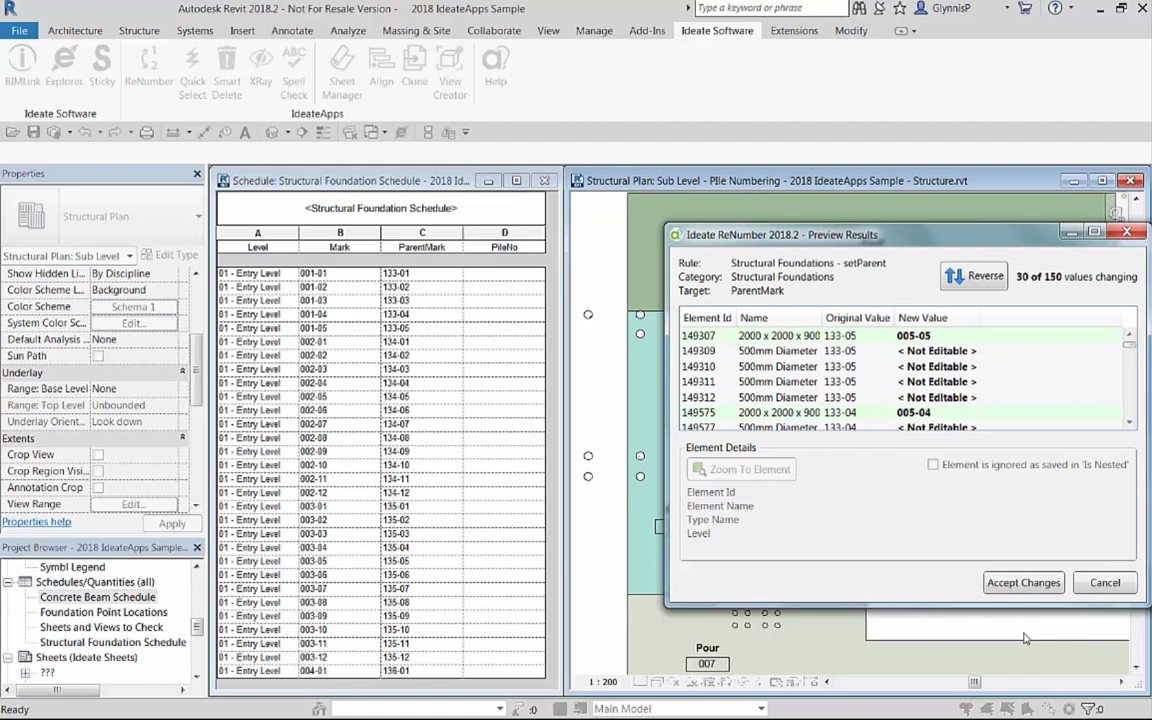 Autodesk Revit 2018.2 - Not For Resale Version - 2018 IdeateApps Sample
Type a keyword or phrase
GlynnisP
File Architecture Structure Systems Insert Annotate Analyze Massing & Site Collaborate View Manage Add-Ins Ideate Software Extensions Modify
BIMLink Explorer Sticky ReNumber Quick Select Smart Delete XRay Spell Check Sheet Manager Align Clone View Creator Help
Ideate Software IdeateApps
Properties
Structural Plan
Structural Plan: Sub Level Edit Type
Show Hidden Li... By Discipline
Color Scheme L... Background
Color Scheme Schema 1
System Color Sc... Edit...
Default Analysis ... None
Sun Path
Underlay
Range: Base Level None
Range: Top Level Unbounded
Underlay Orient... Look down
Extents
Crop View
Crop Region Visi...
Annotation Crop
View Range Edit...
Properties help Apply
Project Browser - 2018 IdeateApps Sample...
Symbl Legend
Schedules/Quantities (all)
Concrete Beam Schedule
Foundation Point Locations
Sheets and Views to Check
Structural Foundation Schedule
Sheets (Ideate Sheets)
???
Schedule: Structural Foundation Schedule - 2018 Id...
<Structural Foundation Schedule>
A B C D
Level Mark ParentMark PileNo
01 - Entry Level 001-01 133-01
01 - Entry Level 001-02 133-02
01 - Entry Level 001-03 133-03
01 - Entry Level 001-04 133-04
01 - Entry Level 001-05 133-05
01 - Entry Level 002-01 134-01
01 - Entry Level 002-02 134-02
01 - Entry Level 002-03 134-03
01 - Entry Level 002-04 134-04
01 - Entry Level 002-05 134-05
01 - Entry Level 002-06 134-06
01 - Entry Level 002-07 134-07
01 - Entry Level 002-08 134-08
01 - Entry Level 002-09 134-09
01 - Entry Level 002-10 134-10
01 - Entry Level 002-11 134-11
01 - Entry Level 002-12 134-12
01 - Entry Level 003-01 135-01
01 - Entry Level 003-02 135-02
01 - Entry Level 003-03 135-03
01 - Entry Level 003-04 135-04
01 - Entry Level 003-05 135-05
01 - Entry Level 003-06 135-06
01 - Entry Level 003-07 135-07
01 - Entry Level 003-08 135-08
01 - Entry Level 003-09 135-09
01 - Entry Level 003-10 135-10
01 - Entry Level 003-11 135-11
01 - Entry Level 003-12 135-12
01 - Entry Level 004-01 136-01
Structural Plan: Sub Level - PIle Numbering - 2018 IdeateApps Sample - Structure.rvt
Ideate ReNumber 2018.2 - Preview Results
Rule: Structural Foundations - setParent
Category: Structural Foundations
Target: ParentMark
Reverse 30 of 150 values changing
Element Id Name Original Value New Value
149307 2000 x 2000 x 900 133-05 005-05
149309 500mm Diameter 133-05 < Not Editable >
149310 500mm Diameter 133-05 < Not Editable >
149311 500mm Diameter 133-05 < Not Editable >
149312 500mm Diameter 133-05 < Not Editable >
149575 2000 x 2000 x 900 133-04 005-04
149577 500mm Diameter 133-04 < Not Editable >
Element Details
Zoom To Element Element is ignored as saved in 'Is Nested'
Element Id
Element Name
Type Name
Level
Accept Changes Cancel
Pour
007
1 : 200
Ready :0 Main Model :0